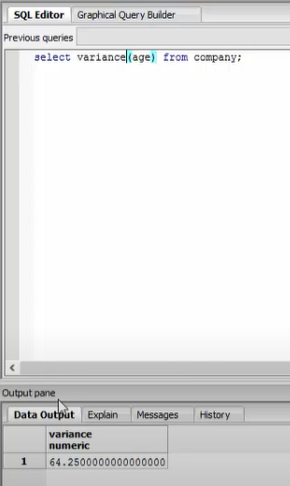 SQL Editor Graphical Query Builder
Previous queries
select variance(age) from company;
Output pane
Data Output Explain Messages History
variance
numeric
1 64.2500000000000000